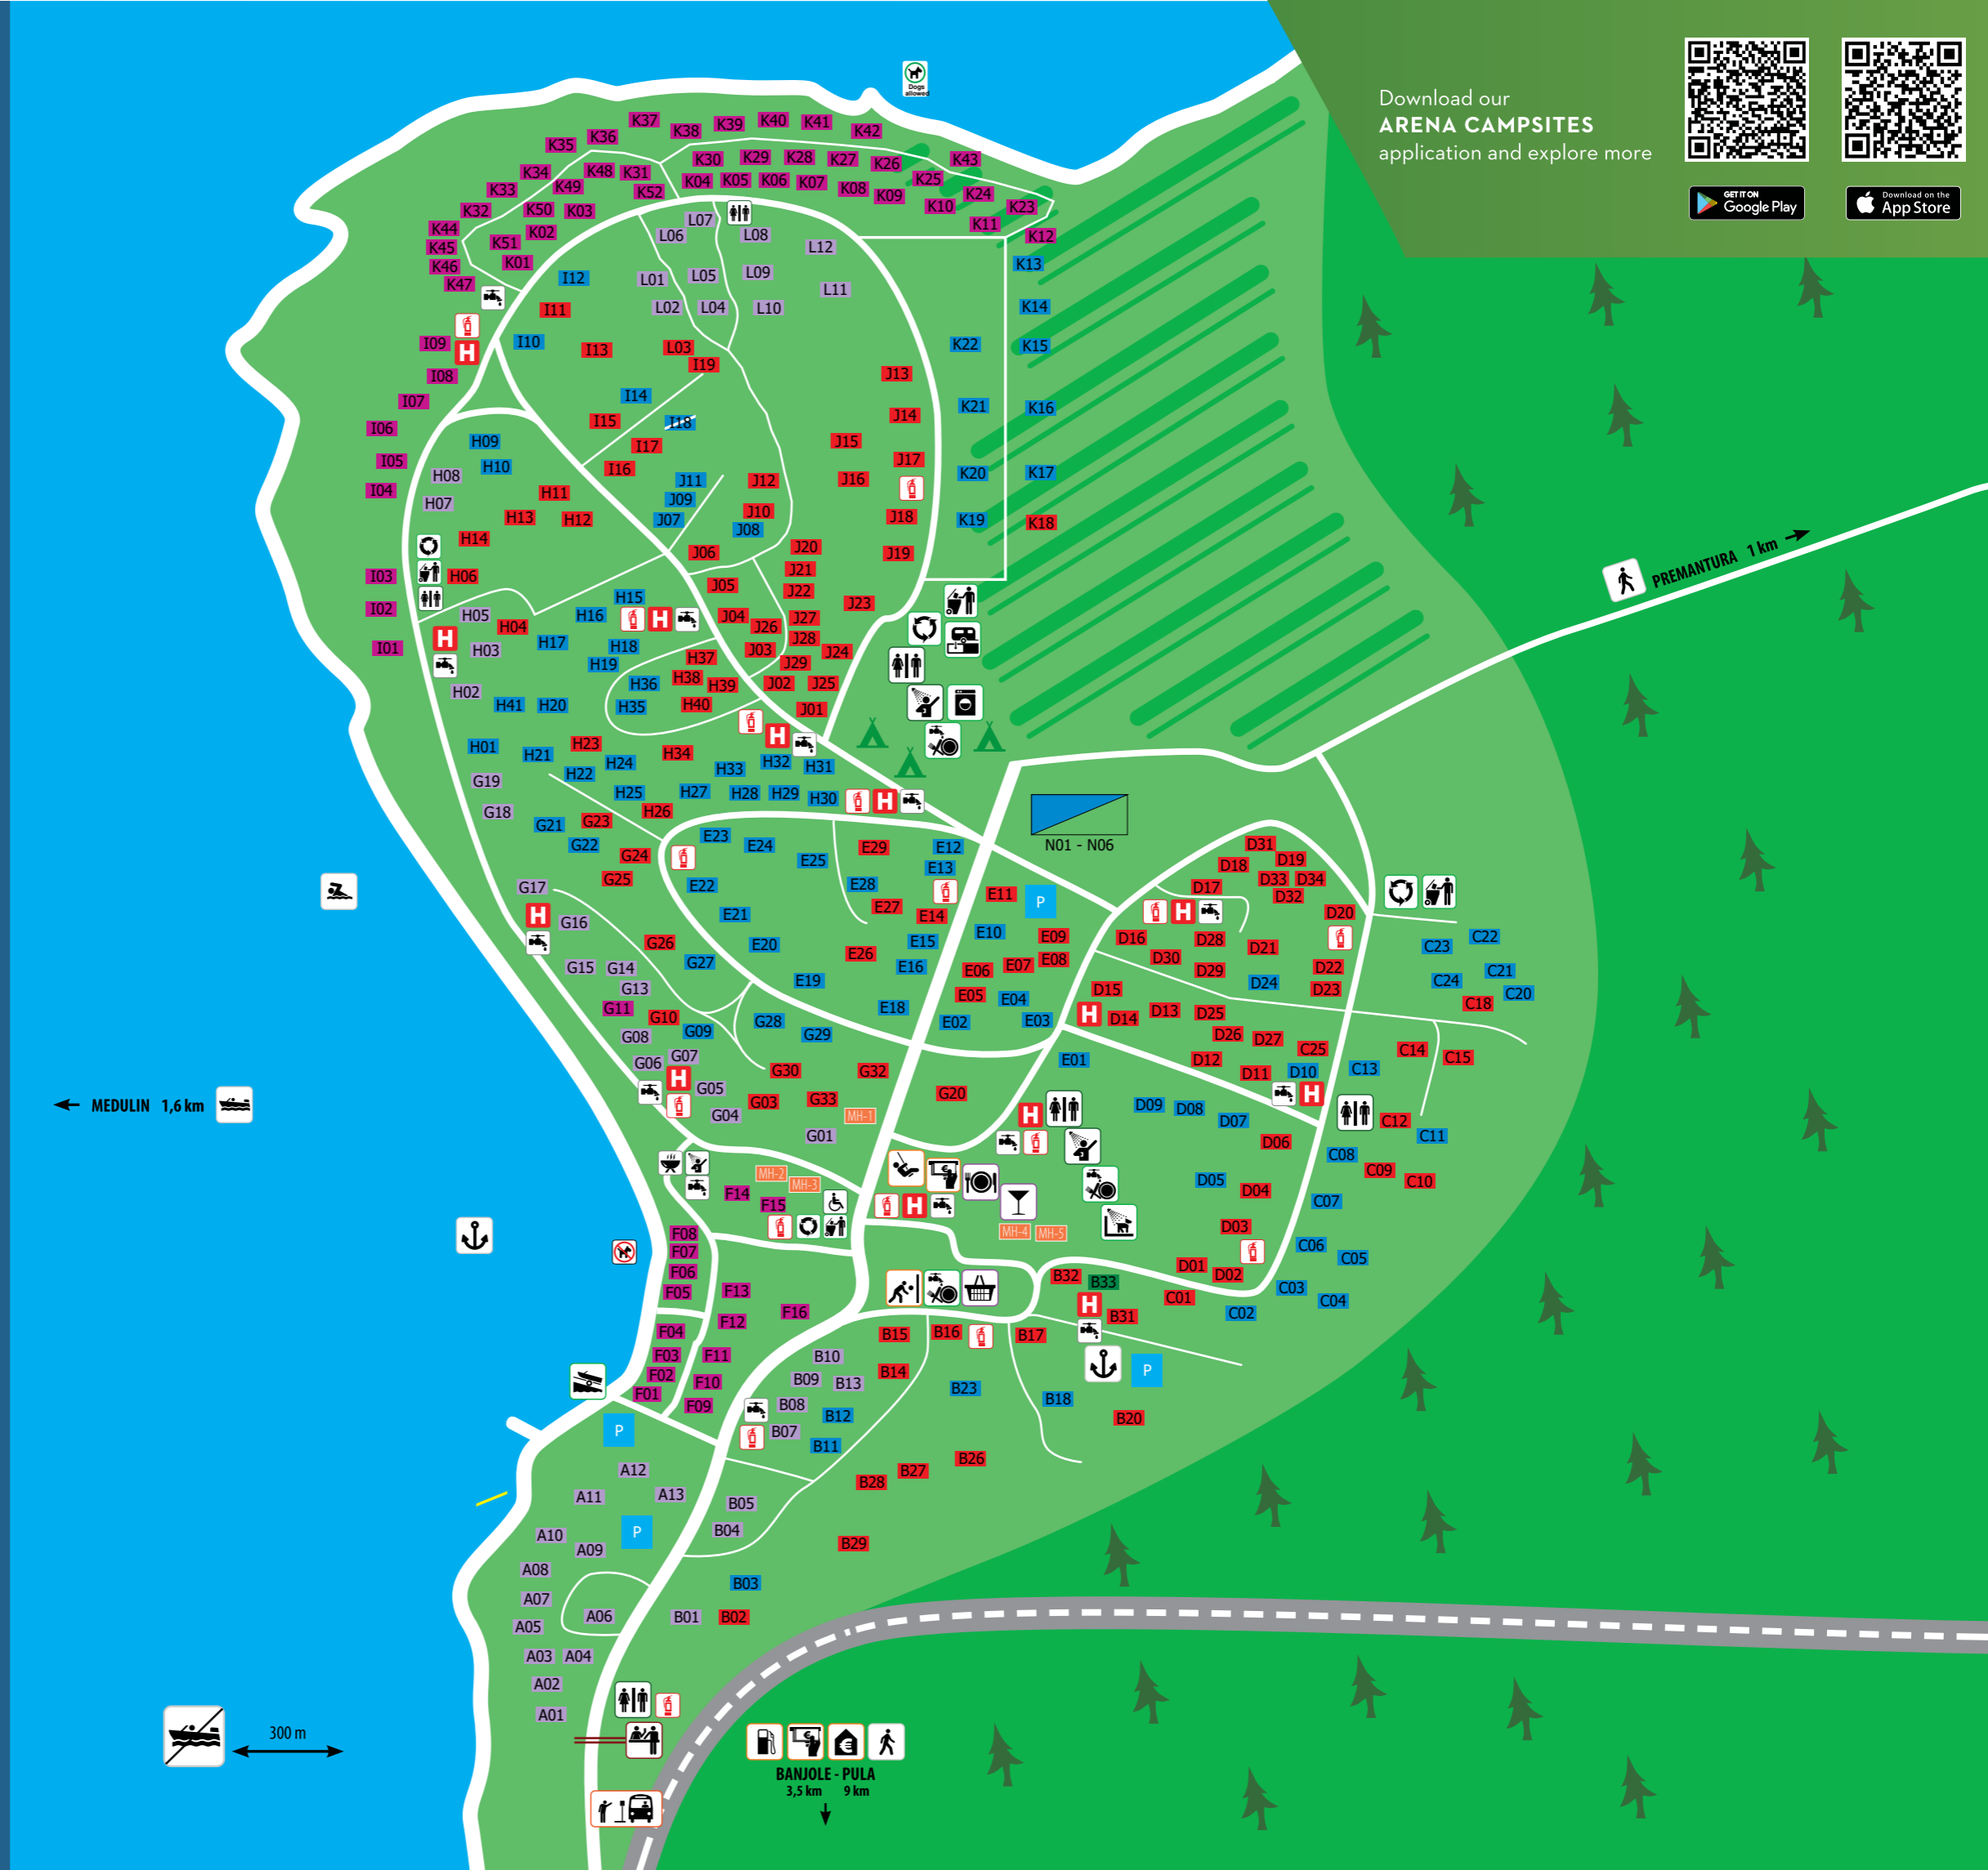 Dogs
allowed
Download our
ARENA CAMPSITES
application and explore more
GET IT ON
Google Play
Download on the
App Store
K37 K38 K39 K40 K41 K42
K35 K36
K30 K29 K28 K27 K26 K43
K34 K48 K31
K33 K49 K52 K04 K05 K06 K07 K08 K09 K25 K24
K32 K50 K03 K10 K23
K44 K02 L07 K11
K45 K51 L06 L08 L12 K12
K46 K01 K13
K47 I12 L01 L05 L09 L11
I11 L02 L04 L10 K14
I09 H I10 I13 L03 K22 K15
I08 I19 J13
I07 I14 K21 K16
I06 I15 I18 J14
H09 I17 J15
I05 H10 I16 J17
H08 J11 J12 J16 K20 K17
I04 H11 J09
H07 H13 H12 J07 J10 J18 K19 K18
H14 J08
J06 J20 J19
I03 H06 J21
H15 J05 J22
I02 H05 H16 H J04 J27 J23
H04 J26
H H17 H18 J28
I01 H03 J03 J24
H19 H37 J29
H02 H36 H38 H39 J02 J25
H41 H20 H35 H40 J01
H
H01 H23
H21 H34
H24 H33 H32 H31
G19 H22
H25 H27 H28 H29 H30 H
G18 H26
G21 G23
N01 - N06
PREMANTURA 1 km
G22 E23 E24 E29 E12
G24 E25 E13
G25 E22 E28
G17 E27 E11 P
H G16 E21 E14
E10 E09
G26 E20 E15
G27 E26 E08
G15 G14 E16 E06 E07
G13 E19 E05 E04
G11 E18
G10 G28 E02 E03
G08 G09 G29
G06 G07 E01
H G30 G32
G05
G03 G33 G20
G04 MH-1
G01
D31
D18 D19
D17 D33 D34
D32
H D20
D16 D28 D21 C23 C22
D30
D29 D22 C21
D24 C24
D15 D23 C20
H D14 D13 D25 C18
D26 D27
D12 C25 C14 C15
D11 D10 C13
H
D09 D08
D07 C12
D06 C11
C08
C09
D05 D04 C10
C07
D03
C06 C05
D01
D02 C03
C01 C04
C02
H
MEDULIN 1,6 km
MH-2
F14 MH-3
F15 H
MH-4 MH-5
F08
F07
F06
F05 F13
F16
F12
F04
F03 F11
F02
F01 F10
F09
B32 B33
H B31
B15 B16 B17
B10 B14
B09 B13 P
B08 B12 B23 B18
B07 B20
B11
P
A12 B26
B28 B27
A11 A13
B05
A10 P B04
A09 B29
A08
A07 B03
A06 B01 B02
A05
A03 A04
A02
A01
300 m
BANJOLE - PULA
3,5 km 9 km